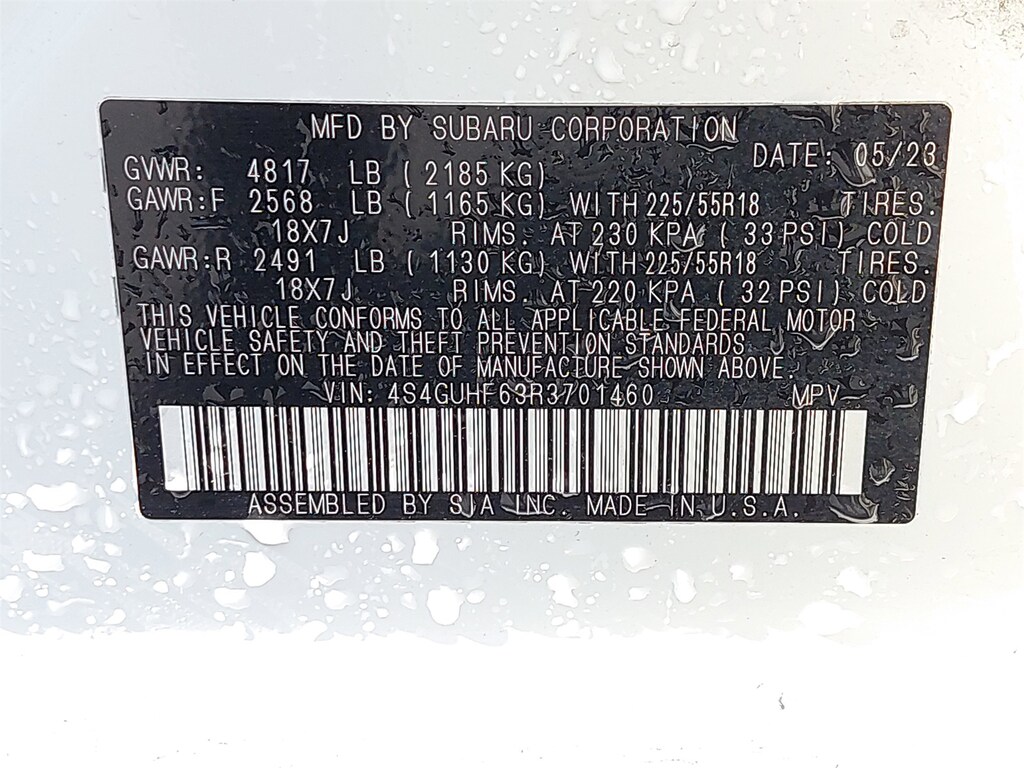 MFD BY SUBARU CORPORATION
DATE: 05/23
GVWR: 4817 LB ( 2185 KG)
GAWR:F 2568 LB ( 1165 KG) WITH 225/55R18 TIRES.
18X7J RIMS. AT 230 KPA ( 33 PSI) COLD
GAWR:R 2491 LB ( 1130 KG) WITH 225/55R18 TIRES.
18X7J RIMS. AT 220 KPA ( 32 PSI) COLD
THIS VEHICLE CONFORMS TO ALL APPLICABLE FEDERAL MOTOR
VEHICLE SAFETY AND THEFT PREVENTION STANDARDS
IN EFFECT ON THE DATE OF MANUFACTURE SHOWN ABOVE.
VIN: 4S4GUHF63R3701460 MPV
ASSEMBLED BY SIA INC. MADE IN U.S.A.